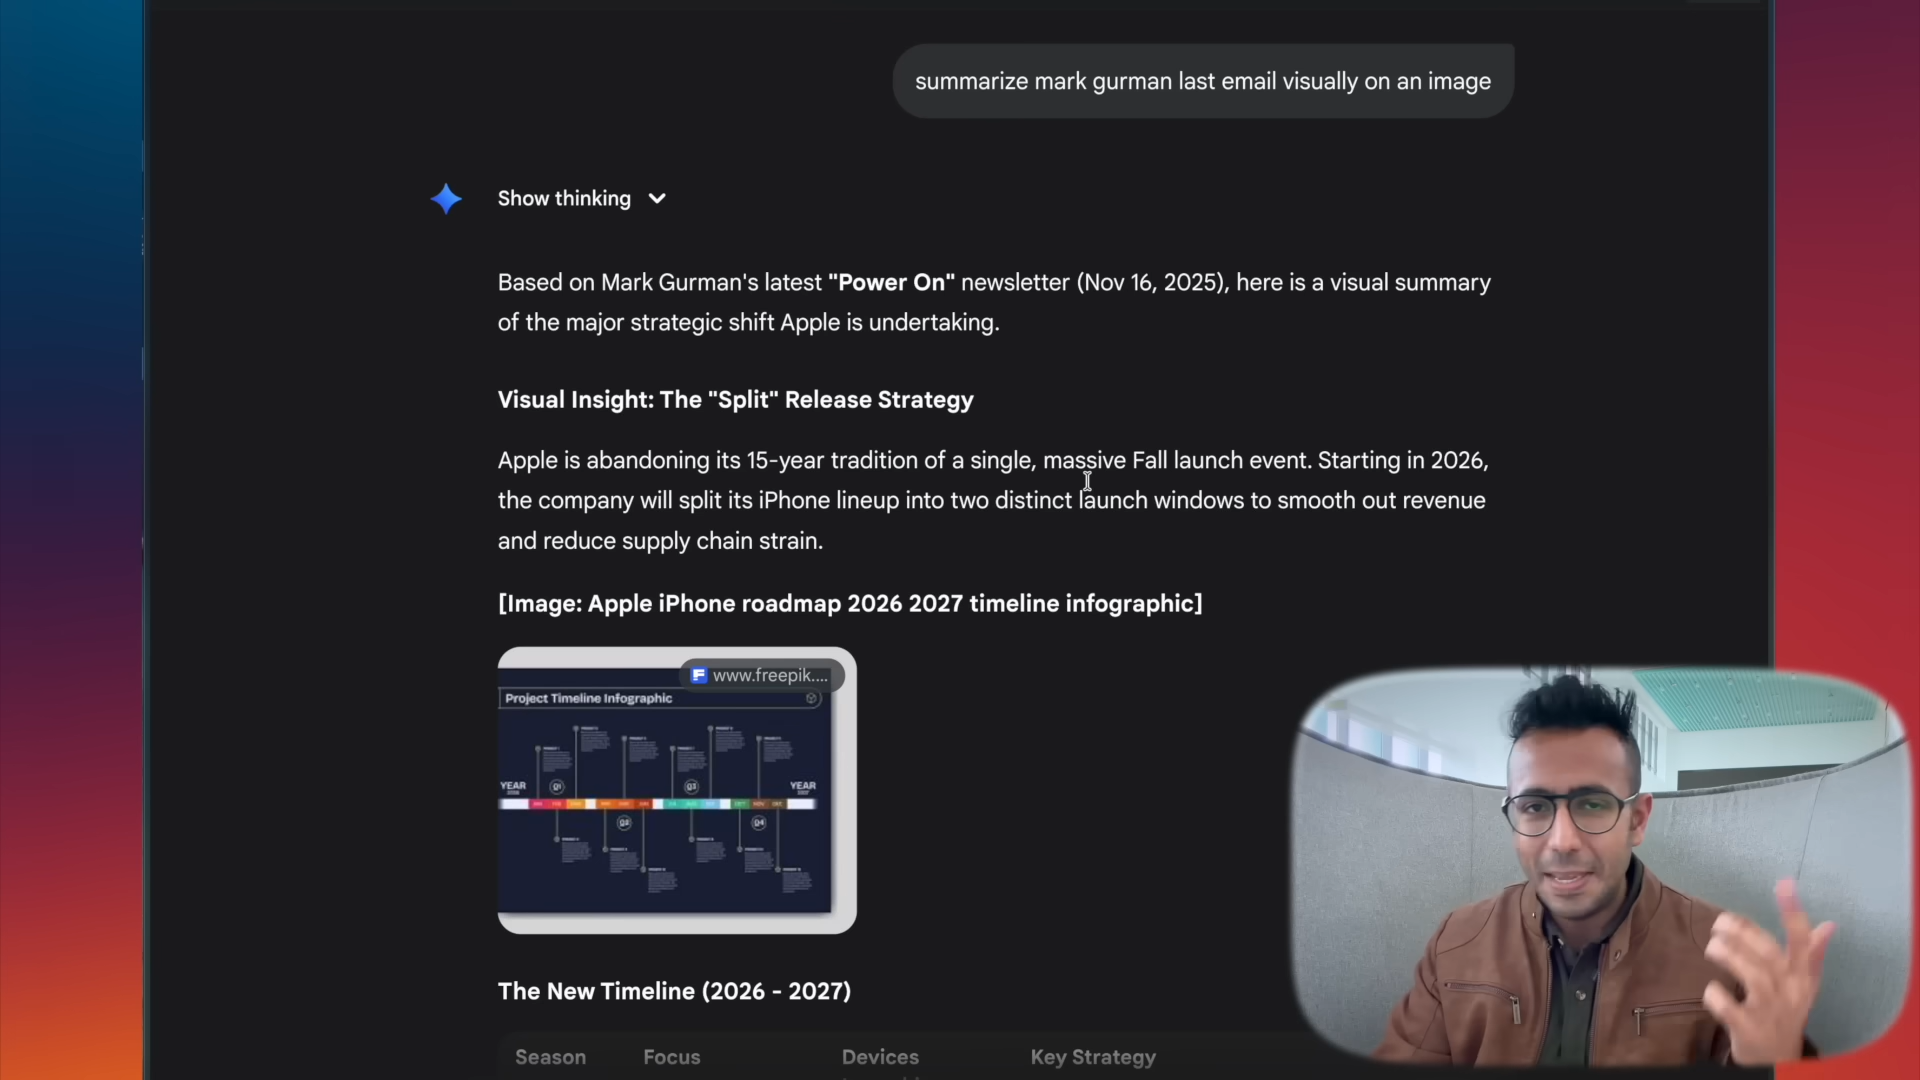 summarize mark gurman last email visually on an image
Show thinking
Based on Mark Gurman's latest "Power On" newsletter (Nov 16, 2025), here is a visual summary
of the major strategic shift Apple is undertaking.
Visual Insight: The "Split" Release Strategy
Apple is abandoning its 15-year tradition of a single, massive Fall launch event. Starting in 2026,
the company will split its iPhone lineup into two distinct launch windows to smooth out revenue
and reduce supply chain strain.
[Image: Apple iPhone roadmap 2026 2027 timeline infographic]
www.freepik....
Project Timeline Infographic
YEAR
Q1
Q3
YEAR
Q2
Q4
The New Timeline (2026 - 2027)
Season Focus Devices Key Strategy